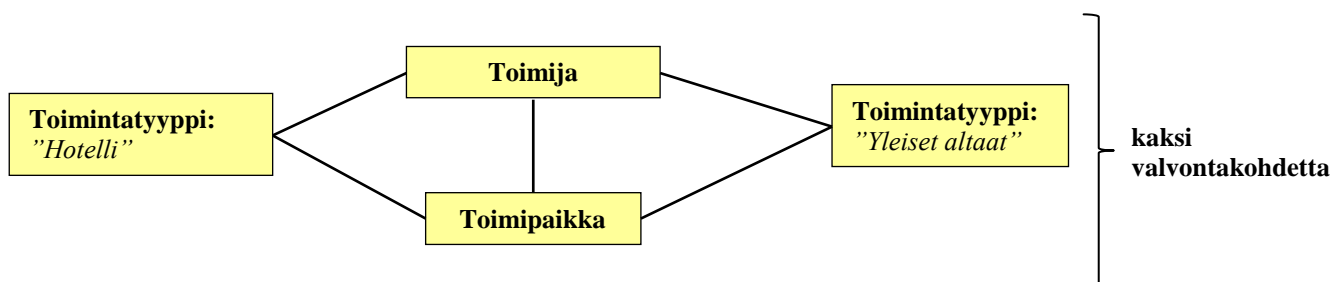 Toimija
Toimintatyyppi:
”Hotelli”
Toimintatyyppi:
”Yleiset altaat”
kaksi
valvontakohdetta
Toimipaikka